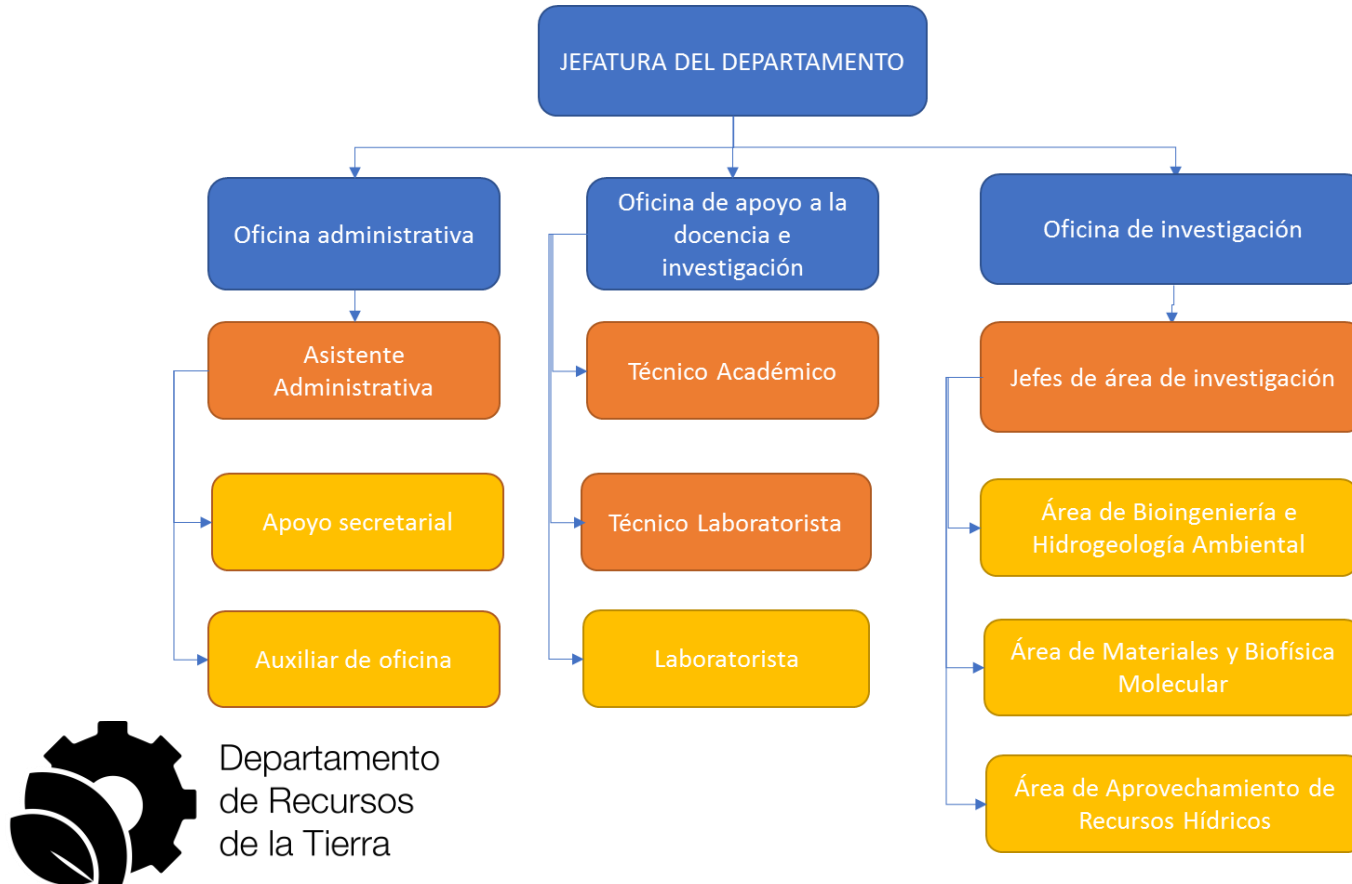 JEFATURA DEL DEPARTAMENTO
Oficina administrativa
Oficina de apoyo a la
docencia e
investigación
Oficina de investigación
Asistente
Administrativa
Técnico Académico
Jefes de área de investigación
Apoyo secretarial
Técnico Laboratorista
Área de Bioingeniería e
Hidrogeología Ambiental
Auxiliar de oficina
Laboratorista
Área de Materiales y Biofísica
Molecular
Área de Aprovechamiento de
Recursos Hídricos
Departamento
de Recursos
de la Tierra